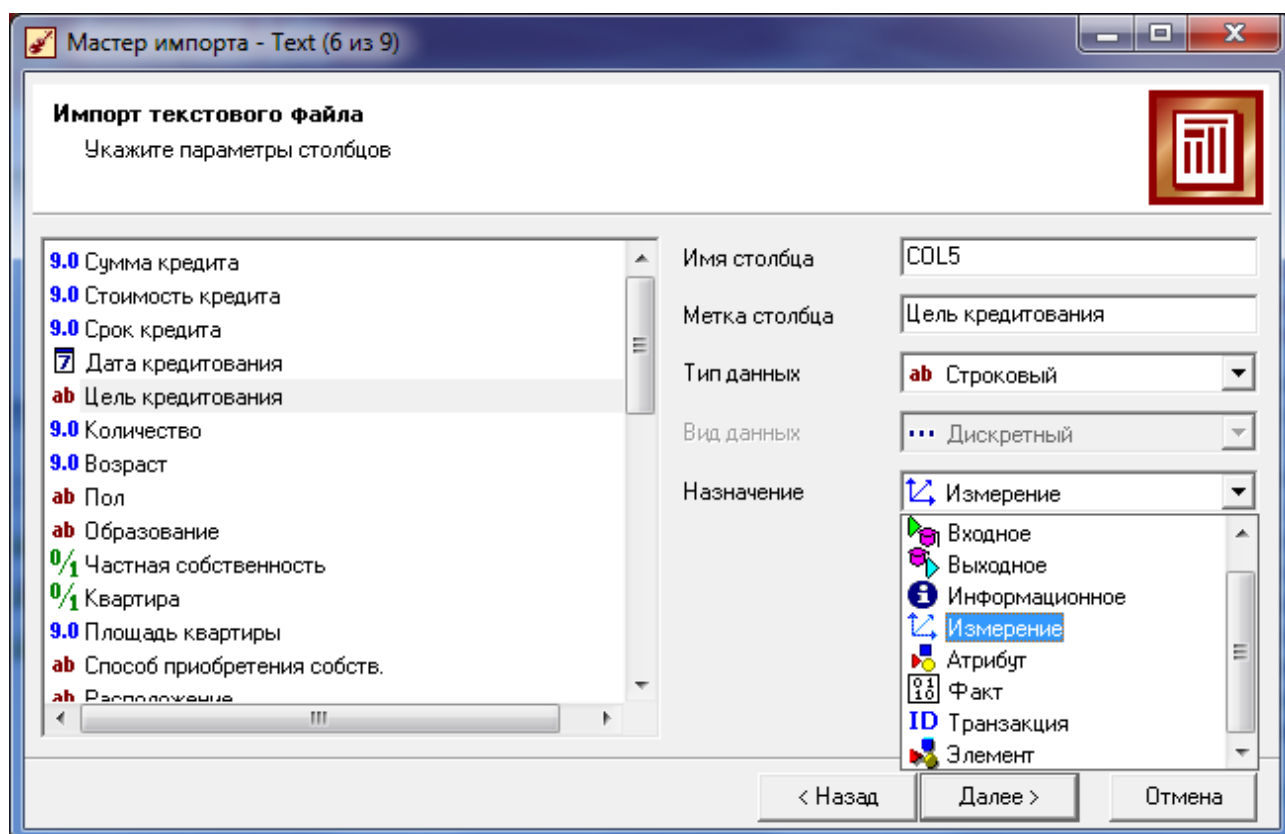 Мастер импорта - Text (6 из 9)
Импорт текстового файла
Укажите параметры столбцов
9.0 Сумма кредита
9.0 Стоимость кредита
9.0 Срок кредита
7 Дата кредитования
ab Цель кредитования
9.0 Количество
9.0 Возраст
ab Пол
ab Образование
0/1 Частная собственность
0/1 Квартира
9.0 Площадь квартиры
ab Способ приобретения собств.
ab Расположение
Имя столбца COL5
Метка столбца Цель кредитования
Тип данных ab Строковый
Вид данных Дискретный
Назначение Измерение
Входное
Выходное
Информационное
Измерение
Атрибут
Факт
ID Транзакция
Элемент
< Назад Далее > Отмена